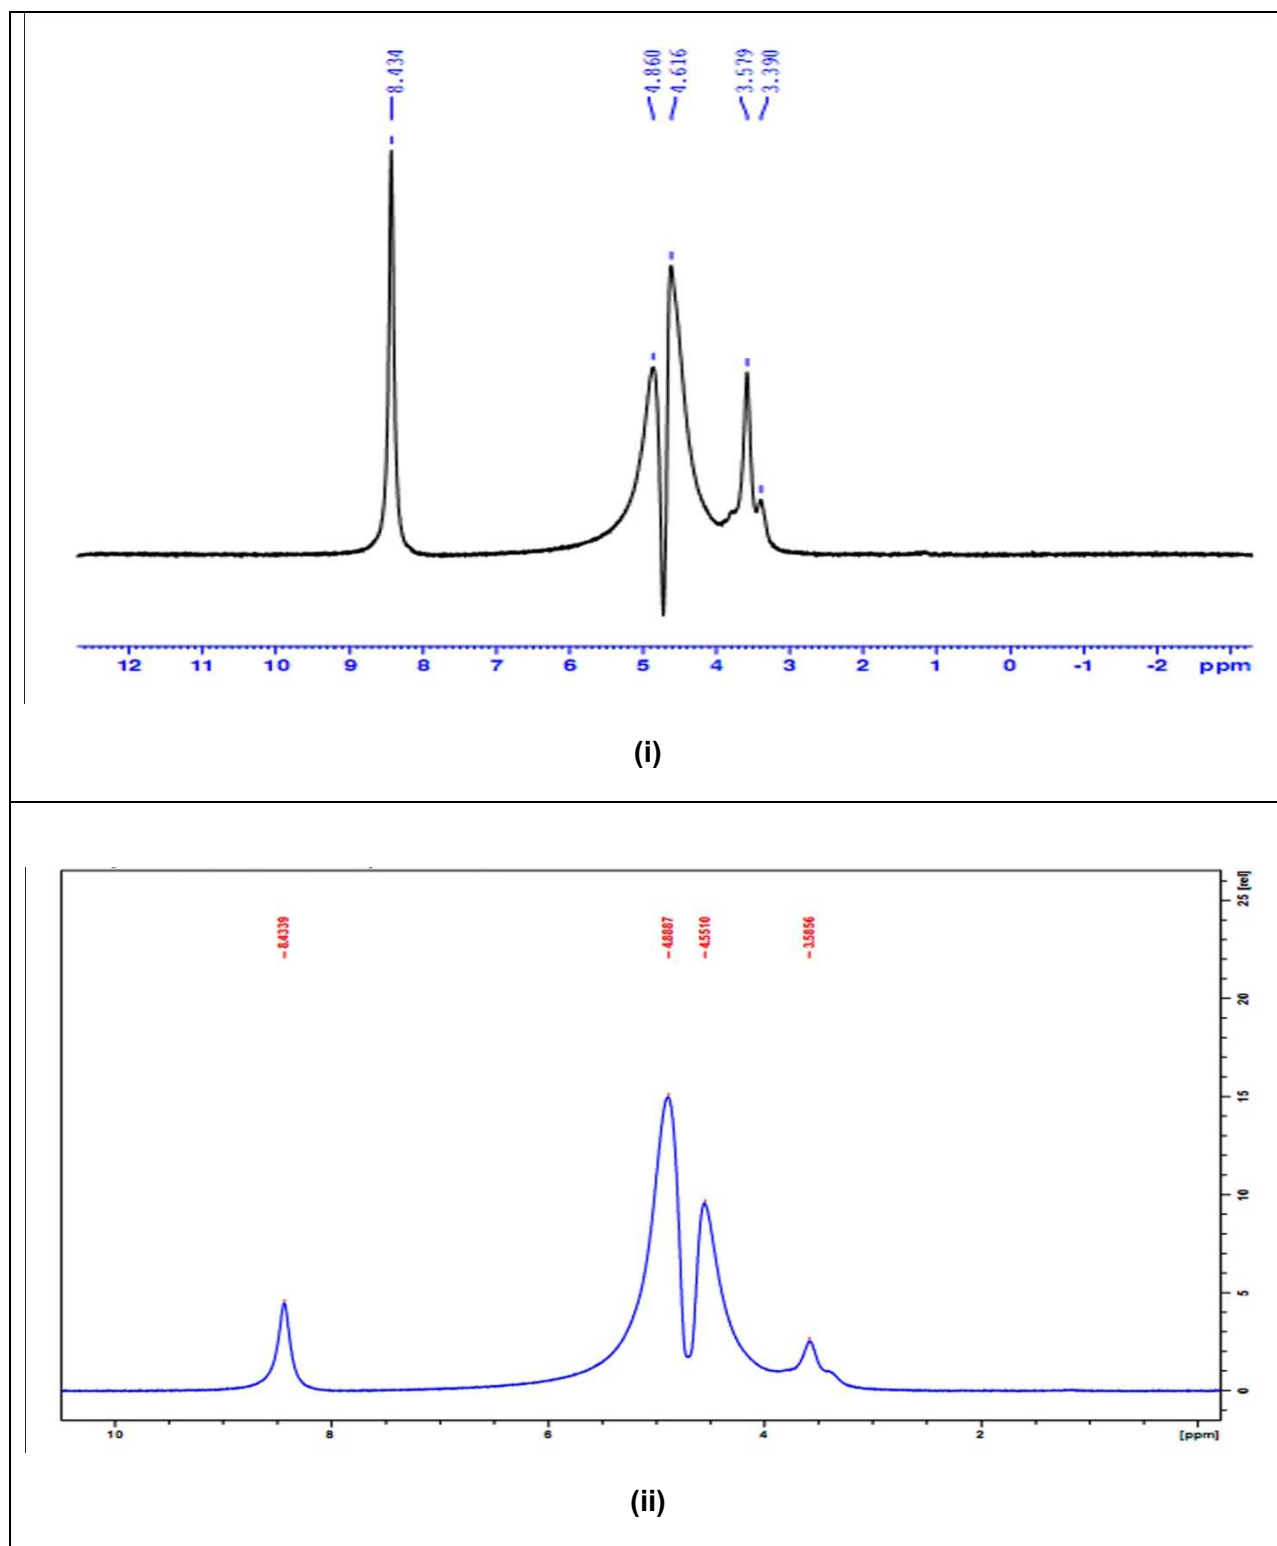 8.434 4.860 4.616 3.579 3.390
12 11 10 9 8 7 6 5 4 3 2 1 0 -1 -2 ppm
(i)
8.4339 4.8887 4.5510 3.5856
25 [rel]
20
15
10
5
0
10 8 6 4 2 [ppm]
(ii)